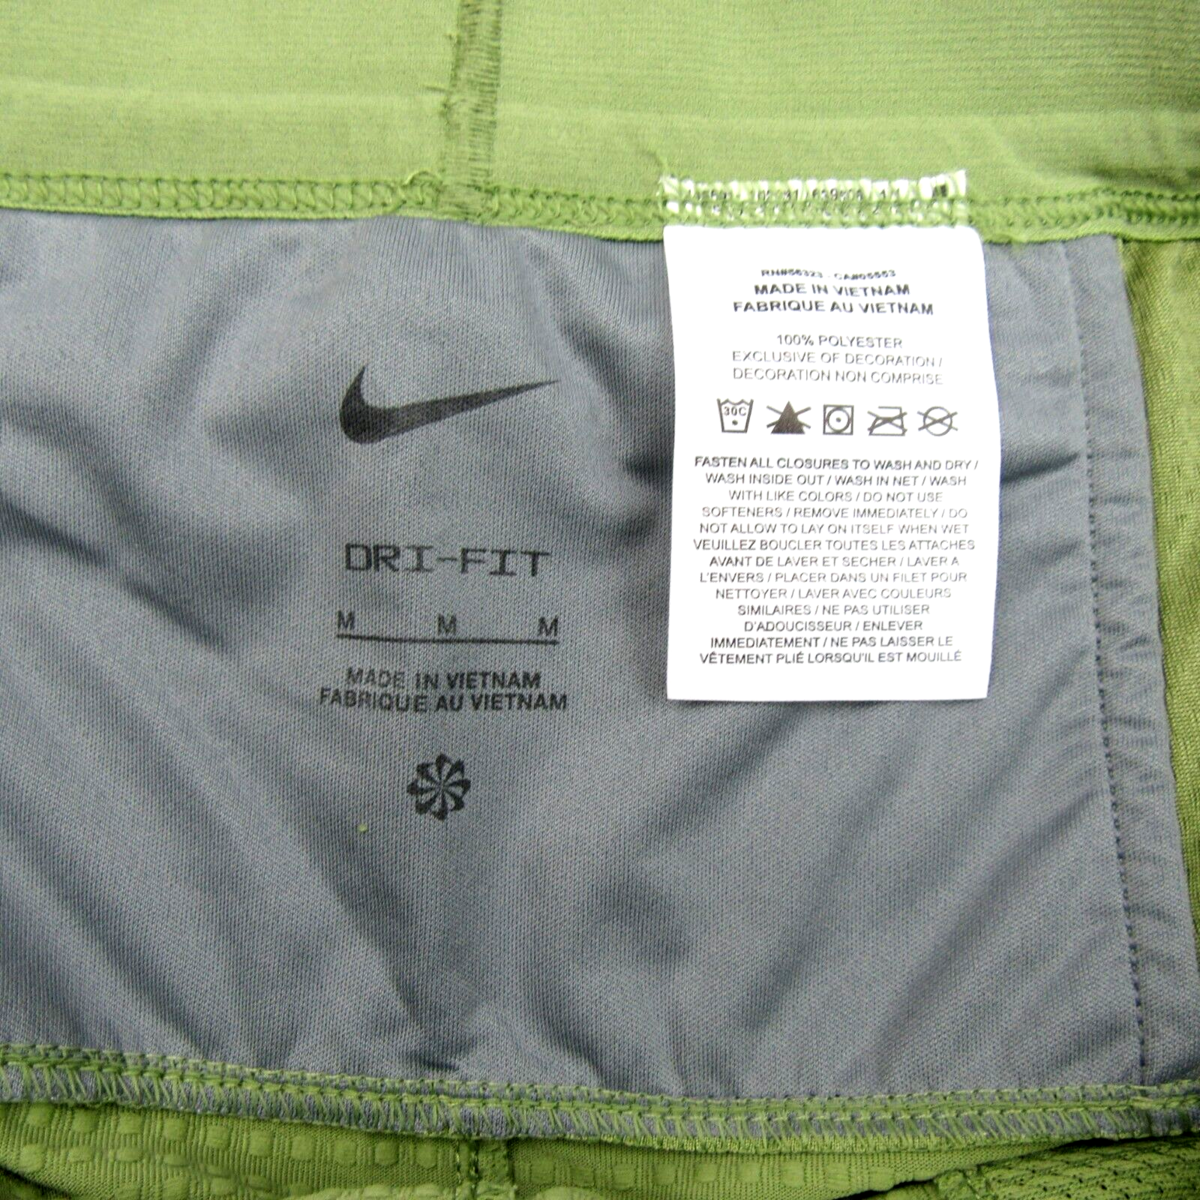 DRI-FIT
M M M
MADE IN VIETNAM
FABRIQUE AU VIETNAM
RN#56323 - CA#05553
MADE IN VIETNAM
FABRIQUE AU VIETNAM
100% POLYESTER
EXCLUSIVE OF DECORATION /
DECORATION NON COMPRISE
30C
FASTEN ALL CLOSURES TO WASH AND DRY /
WASH INSIDE OUT / WASH IN NET / WASH
WITH LIKE COLORS / DO NOT USE
SOFTENERS / REMOVE IMMEDIATELY / DO
NOT ALLOW TO LAY ON ITSELF WHEN WET
VEUILLEZ BOUCLER TOUTES LES ATTACHES
AVANT DE LAVER ET SECHER / LAVER A
L'ENVERS / PLACER DANS UN FILET POUR
NETTOYER / LAVER AVEC COULEURS
SIMILAIRES / NE PAS UTILISER
D'ADOUCISSEUR / ENLEVER
IMMEDIATEMENT / NE PAS LAISSER LE
VÊTEMENT PLIÉ LORSQU'IL EST MOUILLÉ